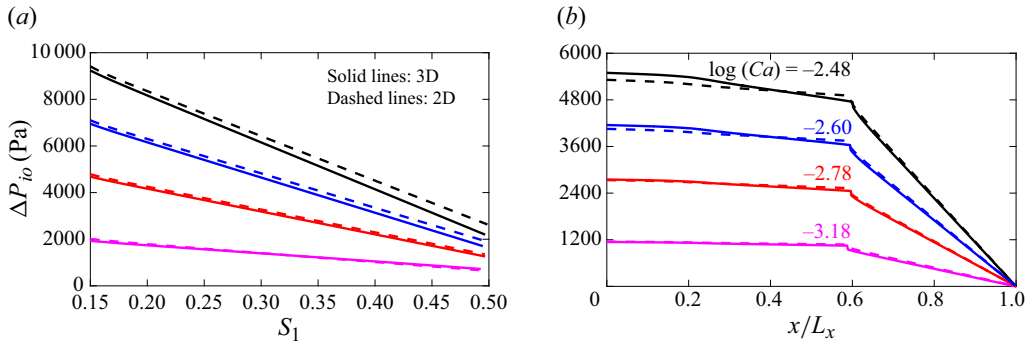 (a)
10 000
8000
6000
4000
2000
0
ΔP_io (Pa)
0.15 0.20 0.25 0.30 0.35 0.40 0.45 0.50
S_1
Solid lines: 3D
Dashed lines: 2D
(b)
6000
4800
3600
2400
1200
0 0.2 0.4 0.6 0.8 1.0
x/L_x
log (Ca) = −2.48
−2.60
−2.78
−3.18